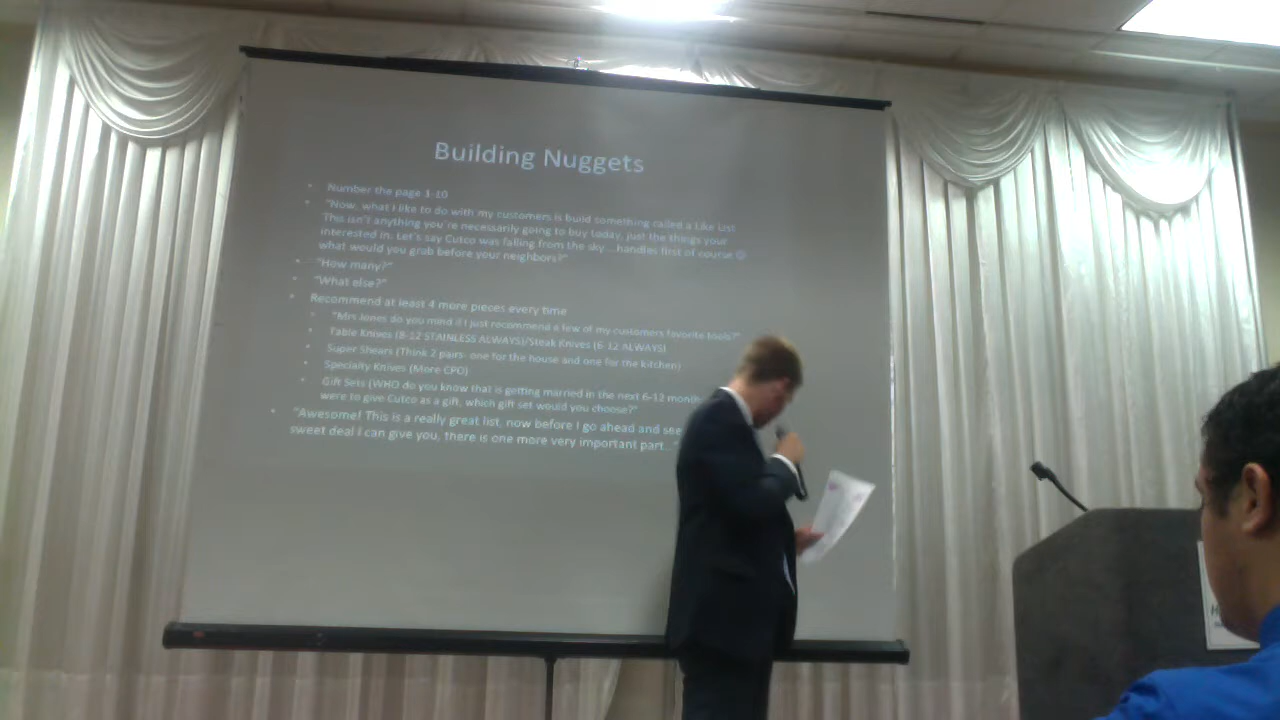 Building Nuggets
• Number the page 1-10
• "Now, what I like to do with my customers is build something called a Like List
This isn't anything you're necessarily going to buy today, just the things your
interested in. Let's say Cutco was falling from the sky....handles first of course ☺
what would you grab before your neighbors?"
• "How many?"
• "What else?"
• Recommend at least 4 more pieces every time
• "Mrs Jones do you mind if I just recommend a few of my customers favorite tools?"
• Table Knives (8-12 STAINLESS ALWAYS)/Steak Knives (6-12 ALWAYS)
• Super Shears (Think 2 pairs- one for the house and one for the kitchen)
• Specialty Knives (More CPO)
• Gift Sets (WHO do you know that is getting married in the next 6-12 month
were to give Cutco as a gift, which gift set would you choose?"
• "Awesome! This is a really great list, now before I go ahead and see
sweet deal I can give you, there is one more very important part..."